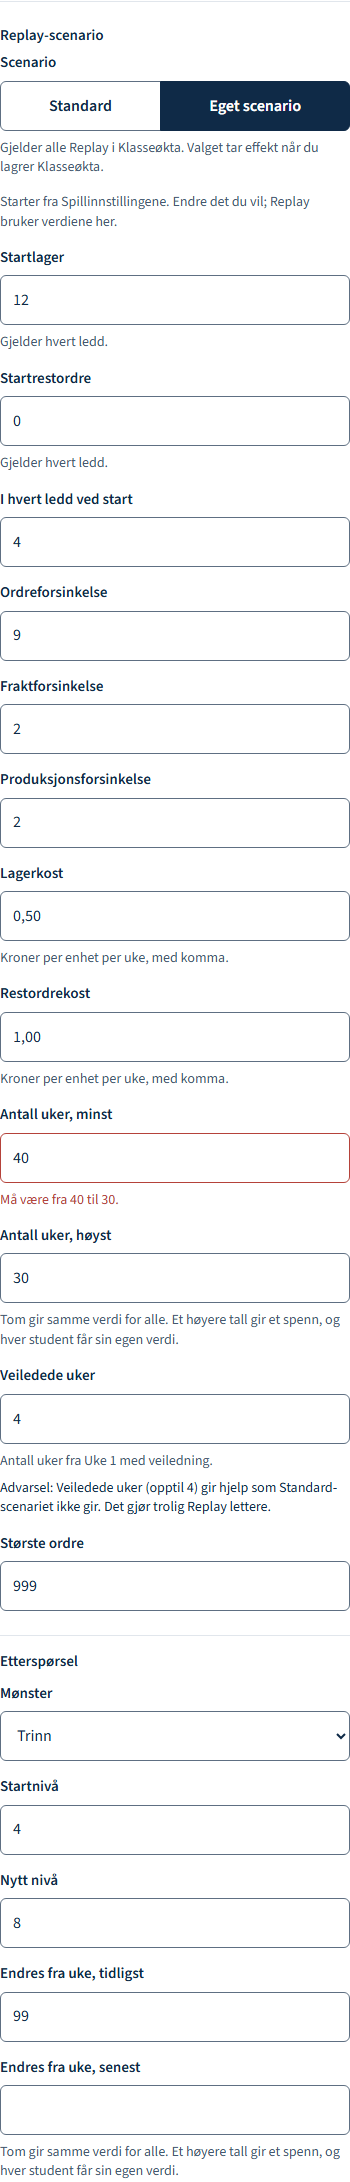 Replay-scenario
Scenario
Standard
Eget scenario
Gjelder alle Replay i Klasseøkta. Valget tar effekt når du
lagrer Klasseøkta.
Starter fra Spillinnstillingene. Endre det du vil; Replay
bruker verdiene her.
Startlager
12
Gjelder hvert ledd.
Startrestordre
0
Gjelder hvert ledd.
I hvert ledd ved start
4
Ordreforsinkelse
9
Fraktforsinkelse
2
Produksjonsforsinkelse
2
Lagerkost
0,50
Kroner per enhet per uke, med komma.
Restordrekost
1,00
Kroner per enhet per uke, med komma.
Antall uker, minst
40
Må være fra 40 til 30.
Antall uker, høyst
30
Tom gir samme verdi for alle. Et høyere tall gir et spenn, og
hver student får sin egen verdi.
Veiledede uker
4
Antall uker fra Uke 1 med veiledning.
Advarsel: Veiledede uker (opptil 4) gir hjelp som Standard-
scenariet ikke gir. Det gjør trolig Replay lettere.
Største ordre
999
Etterspørsel
Mønster
Trinn
Startnivå
4
Nytt nivå
8
Endres fra uke, tidligst
99
Endres fra uke, senest
Tom gir samme verdi for alle. Et høyere tall gir et spenn, og
hver student får sin egen verdi.